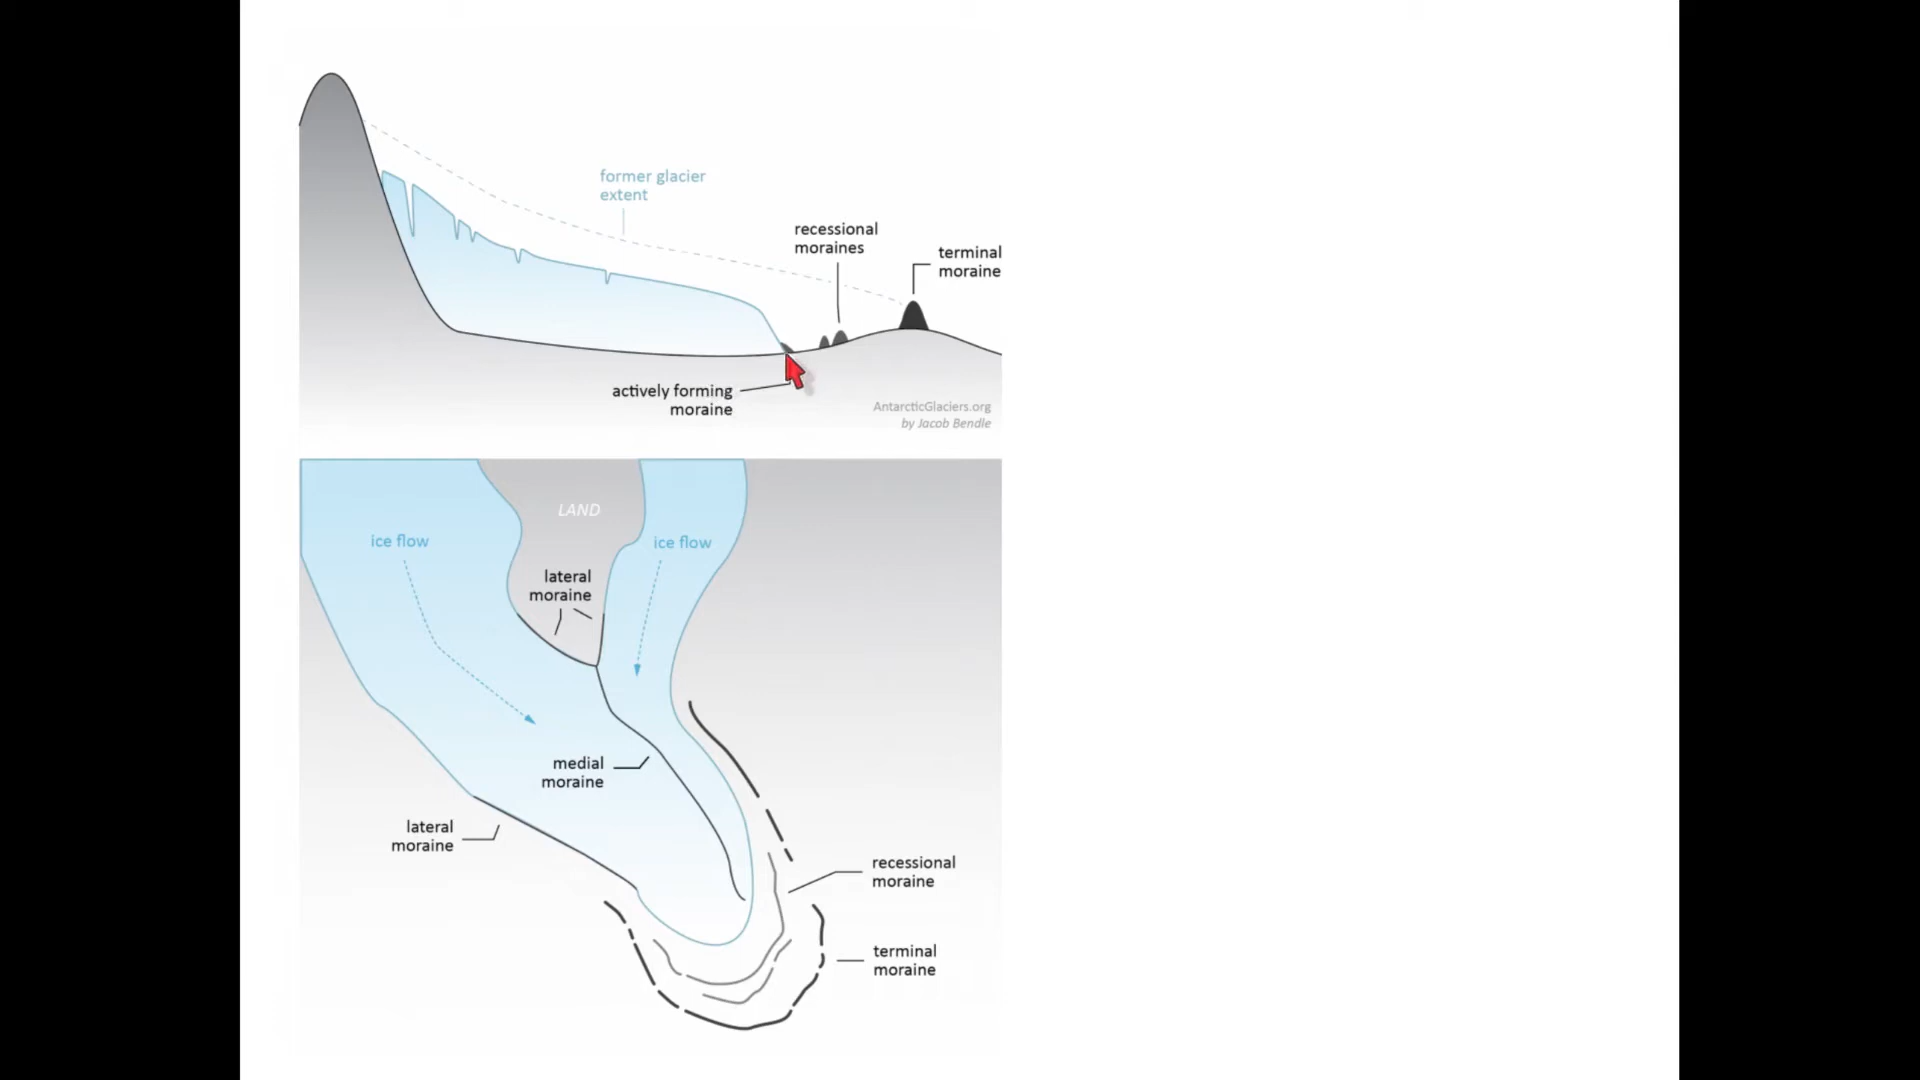 former glacier
extent
recessional
moraines
terminal
moraine
actively forming
moraine
AntarcticGlaciers.org
by Jacob Bendle
LAND
ice flow
ice flow
lateral
moraine
medial
moraine
lateral
moraine
recessional
moraine
terminal
moraine